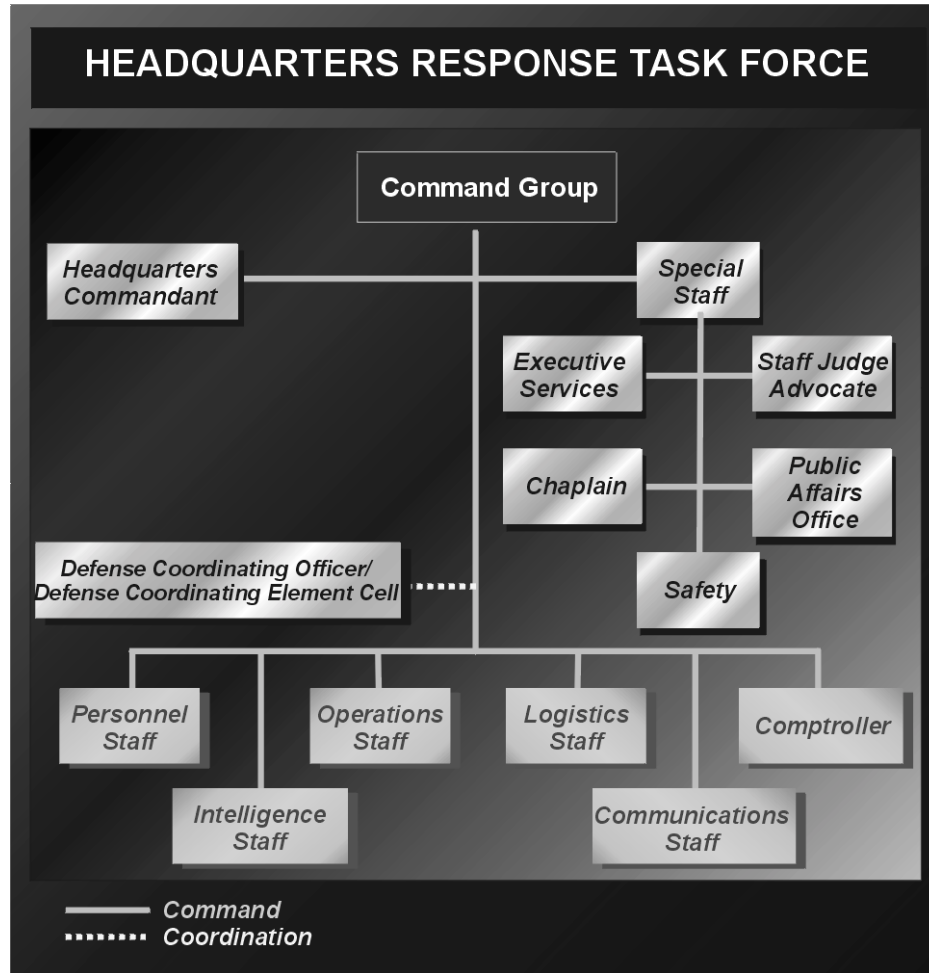 HEADQUARTERS RESPONSE TASK FORCE
Command Group
Headquarters
Commandant
Special
Staff
Executive
Services
Staff Judge
Advocate
Chaplain
Public
Affairs
Office
Defense Coordinating Officer/
Defense Coordinating Element Cell
Safety
Personnel
Staff
Operations
Staff
Logistics
Staff
Comptroller
Intelligence
Staff
Communications
Staff
Command
Coordination